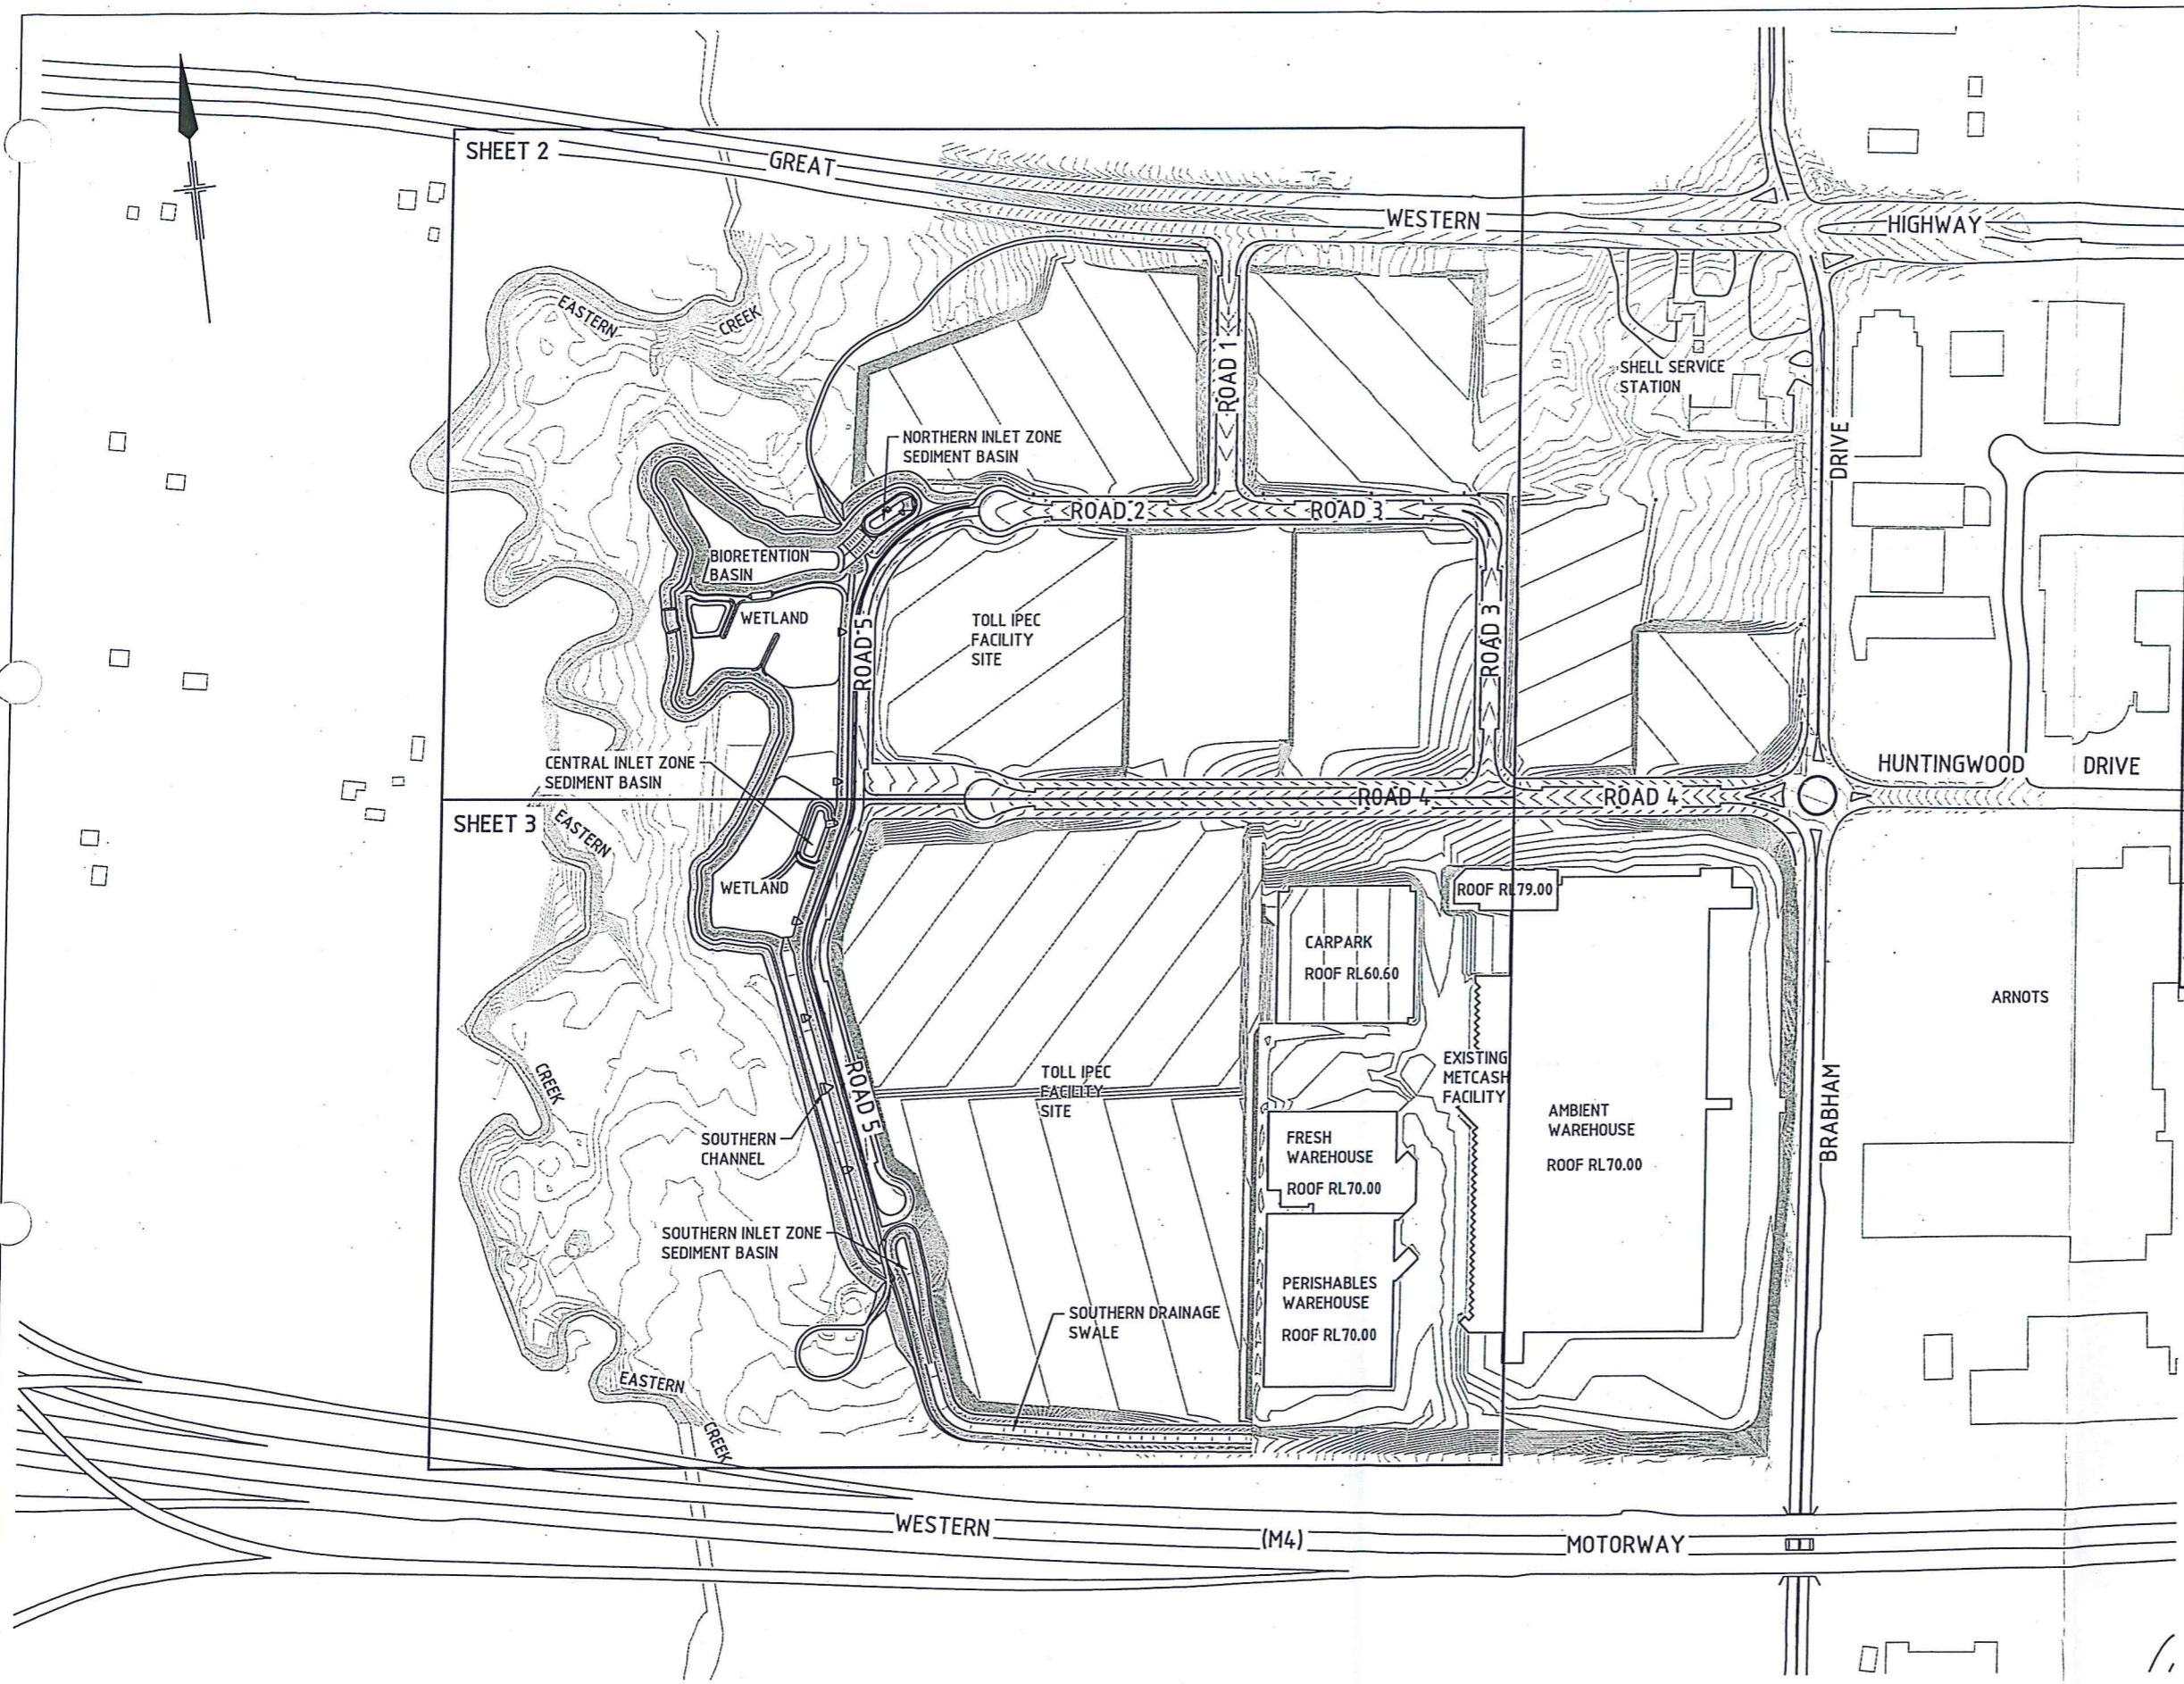 SHEET 2
GREAT
WESTERN
HIGHWAY
EASTERN
CREEK
ROAD 1
SHELL SERVICE
STATION
DRIVE
NORTHERN INLET ZONE
SEDIMENT BASIN
ROAD 2
ROAD 3
BIORETENTION
BASIN
WETLAND
ROAD 5
TOLL IPEC
FACILITY
SITE
ROAD 3
CENTRAL INLET ZONE
SEDIMENT BASIN
HUNTINGWOOD
DRIVE
ROAD 4
ROAD 4
SHEET 3
EASTERN
WETLAND
ROOF RL79.00
CARPARK
ROOF RL60.60
ARNOTS
CREEK
ROAD 5
TOLL IPEC
FACILITY
SITE
EXISTING
METCASH
FACILITY
AMBIENT
WAREHOUSE
ROOF RL70.00
BRABHAM
SOUTHERN
CHANNEL
FRESH
WAREHOUSE
ROOF RL70.00
SOUTHERN INLET ZONE
SEDIMENT BASIN
PERISHABLES
WAREHOUSE
ROOF RL70.00
SOUTHERN DRAINAGE
SWALE
EASTERN
CREEK
WESTERN
(M4)
MOTORWAY